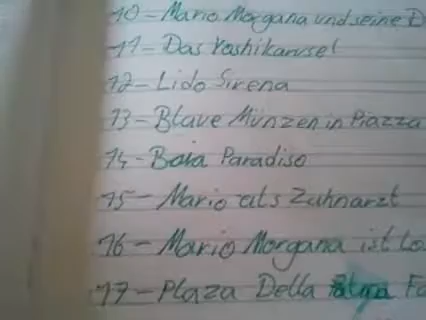 10-Mario Morgana und seine D
11-Das Yoshikarusel
12-Lido Sirena
13-Blaue Münzen in Piazza
14-Baia Paradiso
15-Mario als Zahnarzt
16-Mario Morgana ist
17-Plaza Della